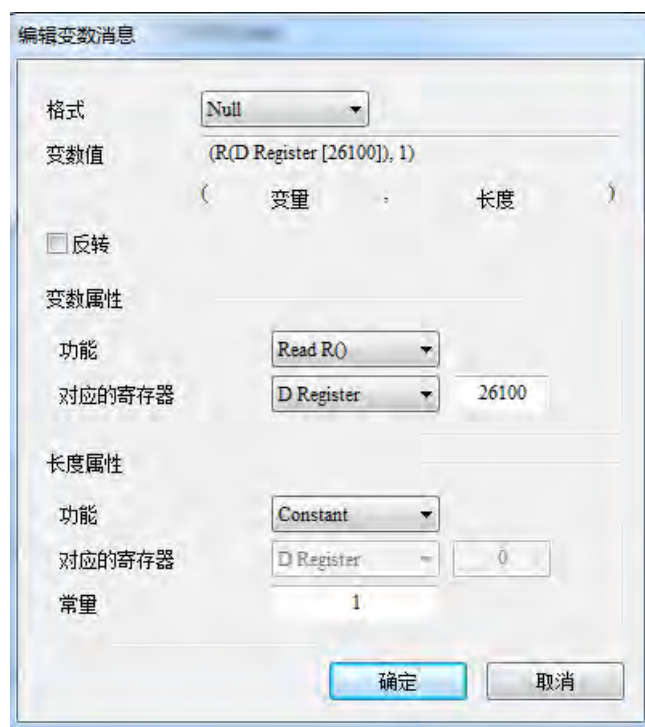 编辑变数消息
格式 Null
变数值 (R(D Register [26100]), 1)
( 变量 , 长度 )
反转
变数属性
功能 Read R()
对应的寄存器 D Register 26100
长度属性
功能 Constant
对应的寄存器 D Register 0
常量 1
确定 取消